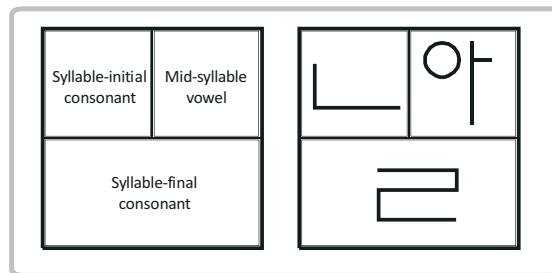 Syllable-initial
consonant
Mid-syllable
vowel
ㄴ 아
Syllable-final
consonant
ㄹ